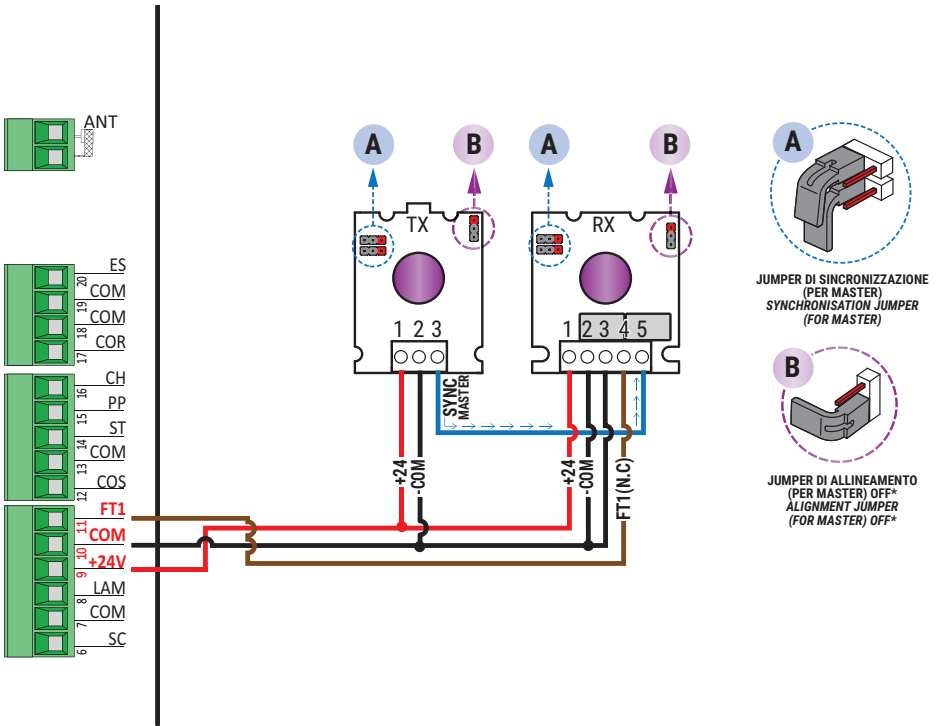 ANT
ES
20
COM
19
COM
18
COR
17
CH
16
PP
15
ST
14
COM
13
COS
12
FT1
11
COM
10
+24V
9
LAM
8
COM
7
SC
6
A
B
A
B
TX
1 2 3
RX
1 2 3 4 5
SYNC
MASTER
+24
-COM
+24
-COM
FT1(N.C)
A
JUMPER DI SINCRONIZZAZIONE
(PER MASTER)
SYNCHRONISATION JUMPER
(FOR MASTER)
B
JUMPER DI ALLINEAMENTO
(PER MASTER) OFF*
ALIGNMENT JUMPER
(FOR MASTER) OFF*